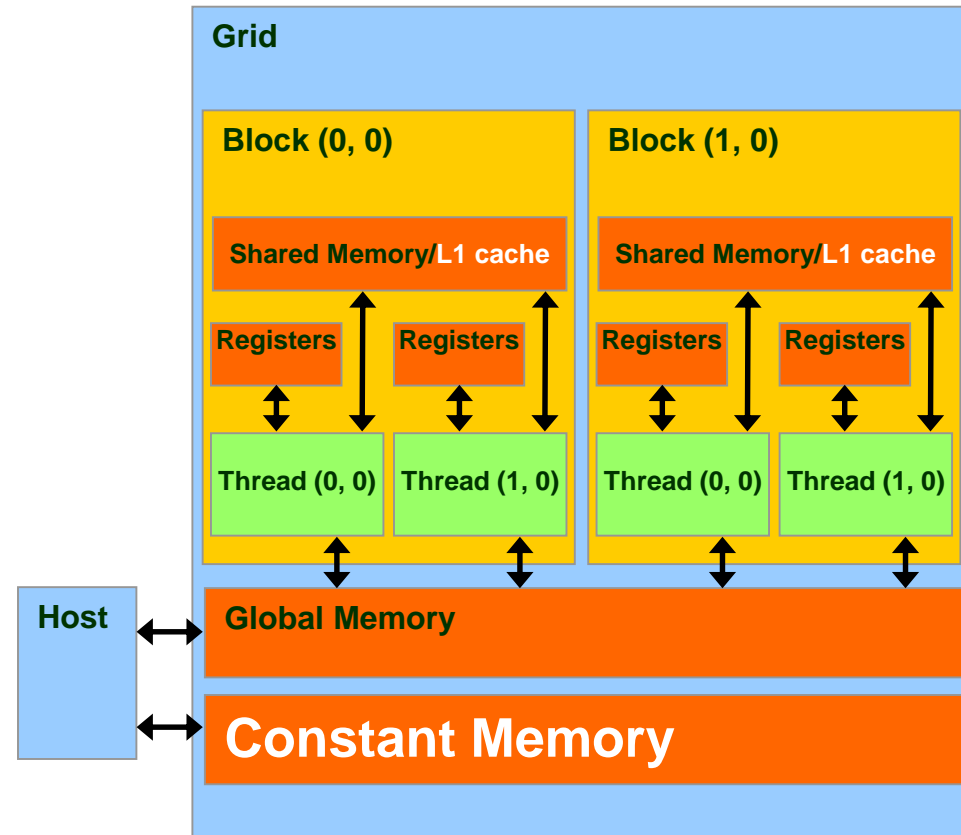 Grid
Block (0, 0)
Block (1, 0)
Shared Memory/L1 cache
Shared Memory/L1 cache
Registers
Registers
Registers
Registers
Thread (0, 0)
Thread (1, 0)
Thread (0, 0)
Thread (1, 0)
Host
Global Memory
Constant Memory